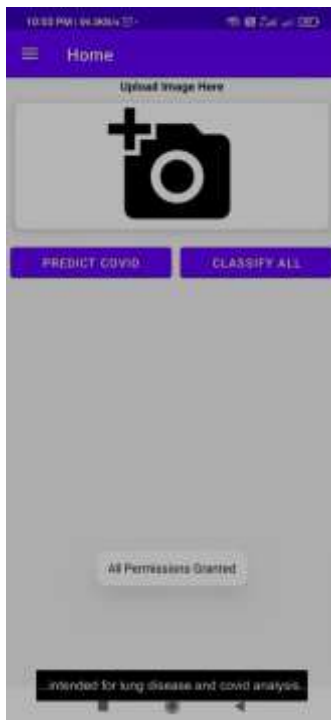 Home
Upload Image Here
PREDICT COVID
CLASSIFY ALL
All Permissions Granted
...intended for lung disease and covid analysis.